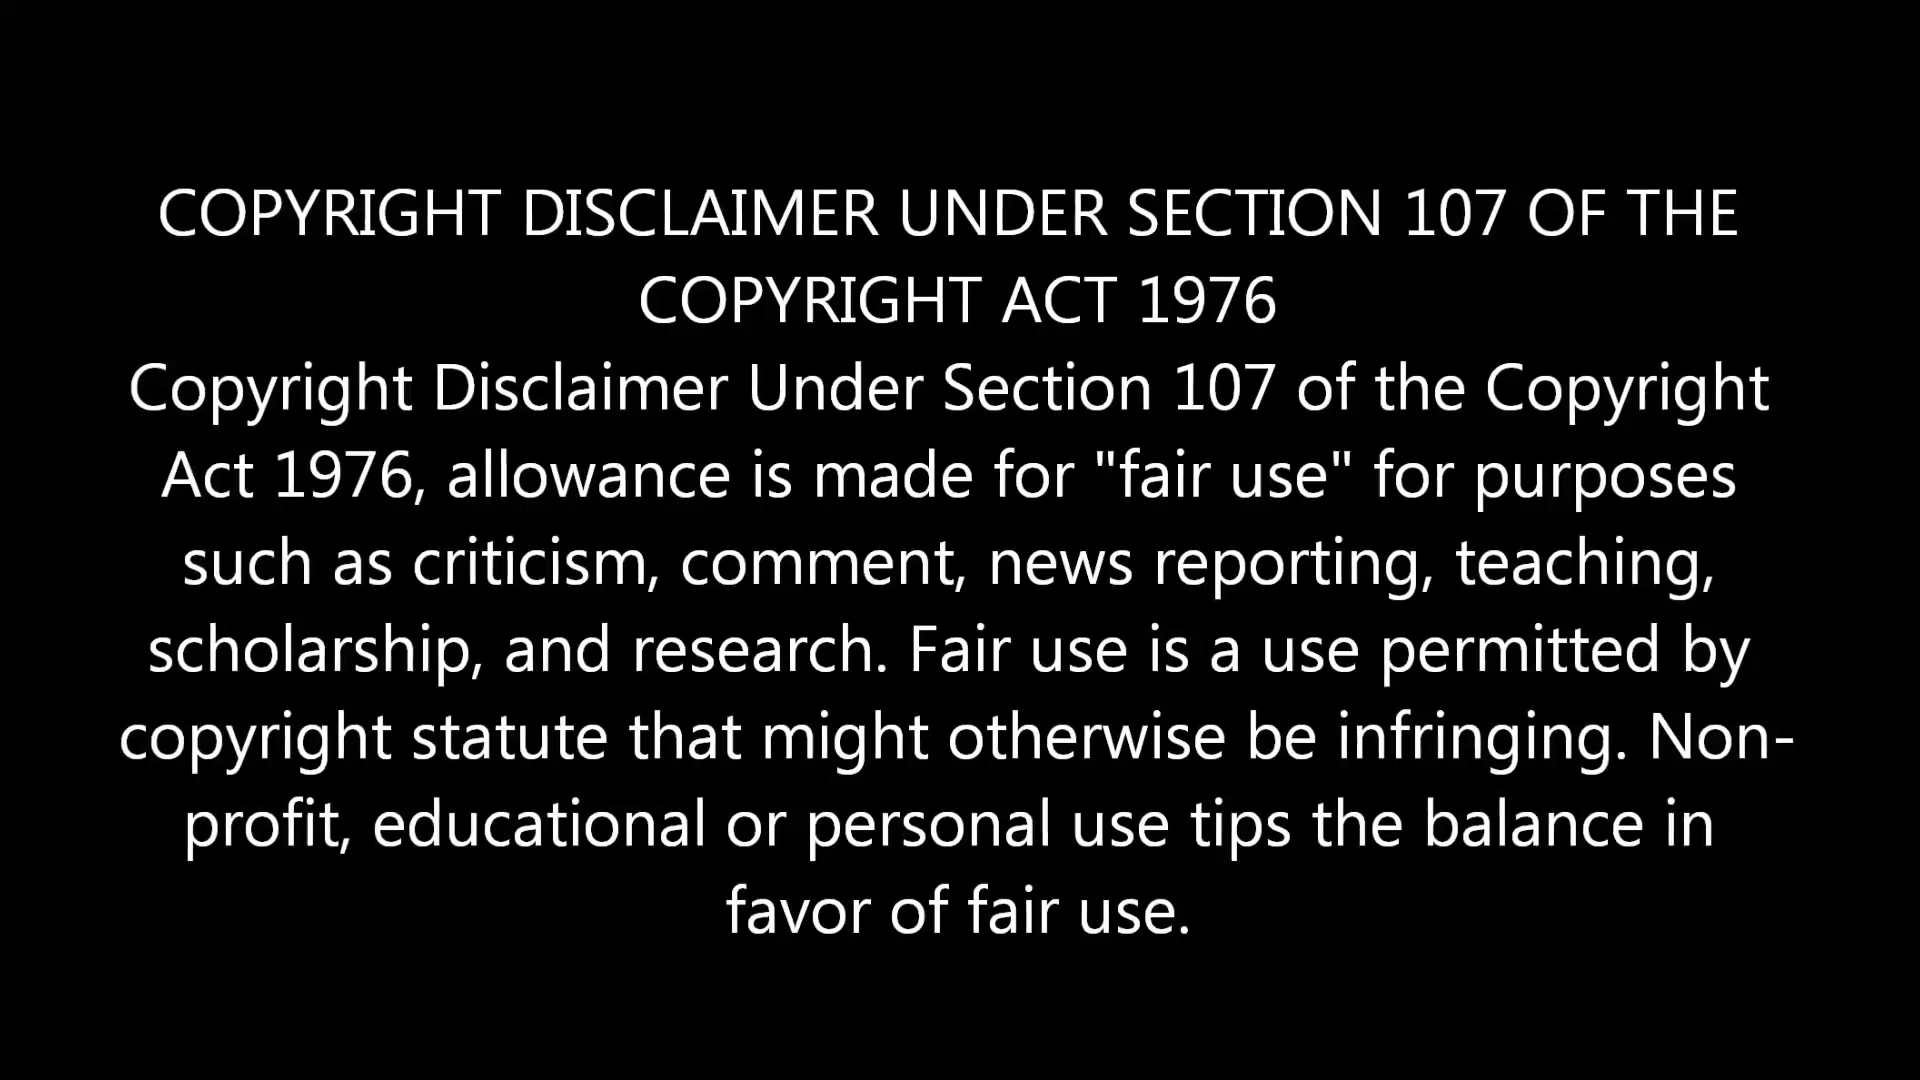 COPYRIGHT DISCLAIMER UNDER SECTION 107 OF THE
COPYRIGHT ACT 1976
Copyright Disclaimer Under Section 107 of the Copyright
Act 1976, allowance is made for "fair use" for purposes
such as criticism, comment, news reporting, teaching,
scholarship, and research. Fair use is a use permitted by
copyright statute that might otherwise be infringing. Non-
profit, educational or personal use tips the balance in
favor of fair use.